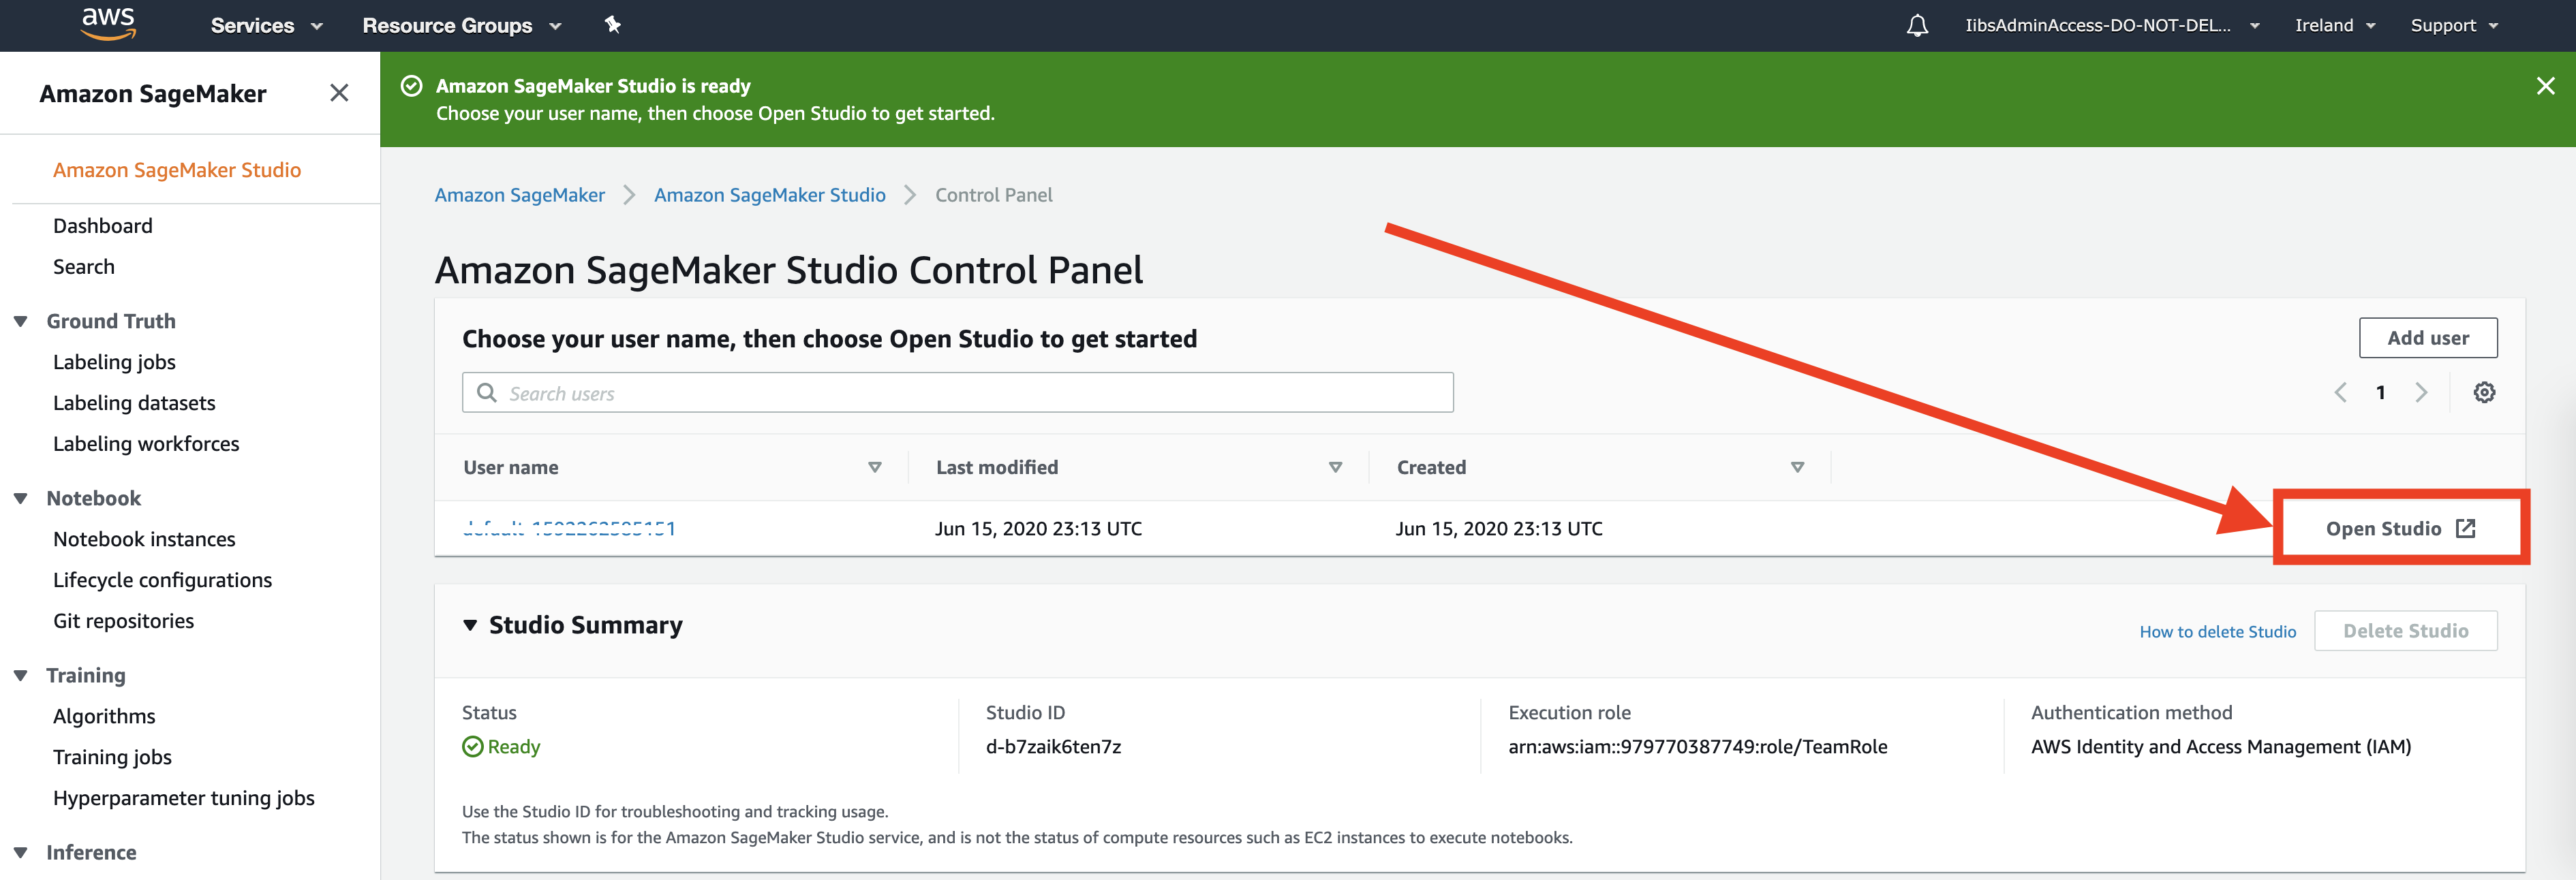 aws
Services
Resource Groups
IibsAdminAccess-DO-NOT-DEL...
Ireland
Support
Amazon SageMaker
Amazon SageMaker Studio is ready
Choose your user name, then choose Open Studio to get started.
Amazon SageMaker Studio
Dashboard
Search
Ground Truth
Labeling jobs
Labeling datasets
Labeling workforces
Notebook
Notebook instances
Lifecycle configurations
Git repositories
Training
Algorithms
Training jobs
Hyperparameter tuning jobs
Inference
Amazon SageMaker
Amazon SageMaker Studio
Control Panel
Amazon SageMaker Studio Control Panel
Choose your user name, then choose Open Studio to get started
Add user
Search users
1
User name
Last modified
Created
default-1592262585151
Jun 15, 2020 23:13 UTC
Jun 15, 2020 23:13 UTC
Open Studio
Studio Summary
How to delete Studio
Delete Studio
Status
Ready
Studio ID
d-b7zaik6ten7z
Execution role
arn:aws:iam::979770387749:role/TeamRole
Authentication method
AWS Identity and Access Management (IAM)
Use the Studio ID for troubleshooting and tracking usage.
The status shown is for the Amazon SageMaker Studio service, and is not the status of compute resources such as EC2 instances to execute notebooks.